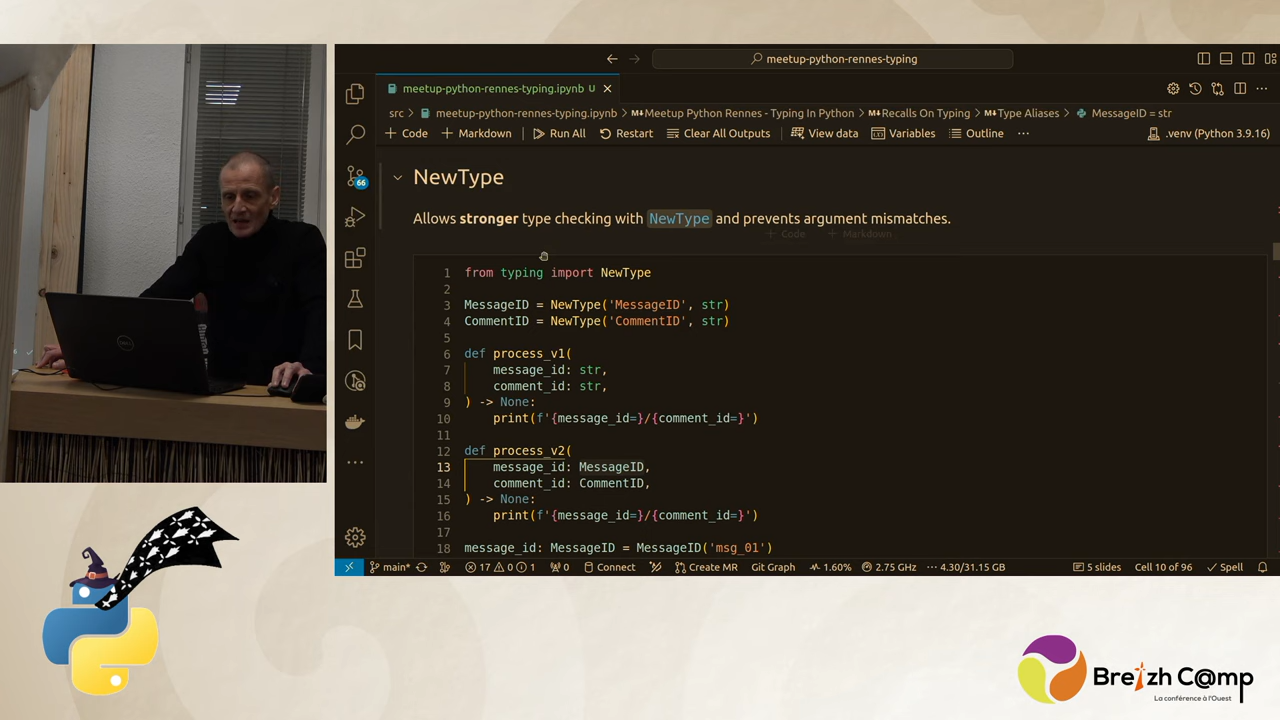 meetup-python-rennes-typing
meetup-python-rennes-typing.ipynb U
src > meetup-python-rennes-typing.ipynb > Meetup Python Rennes - Typing In Python > Recalls On Typing > Type Aliases > MessageID = str
+ Code + Markdown Run All Restart Clear All Outputs View data Variables Outline ... .venv (Python 3.9.16)
NewType
Allows stronger type checking with NewType and prevents argument mismatches.
+ Code + Markdown
1 from typing import NewType
2
3 MessageID = NewType('MessageID', str)
4 CommentID = NewType('CommentID', str)
5
6 def process_v1(
7 message_id: str,
8 comment_id: str,
9 ) -> None:
10 print(f'{message_id=}/{comment_id=}')
11
12 def process_v2(
13 message_id: MessageID,
14 comment_id: CommentID,
15 ) -> None:
16 print(f'{message_id=}/{comment_id=}')
17
18 message_id: MessageID = MessageID('msg_01')
66
main* 17 0 1 0 Connect Create MR Git Graph 1.60% 2.75 GHz ... 4.30/31.15 GB 5 slides Cell 10 of 96 Spell
DELL
Breizh C@mp
La conférence à l'Ouest